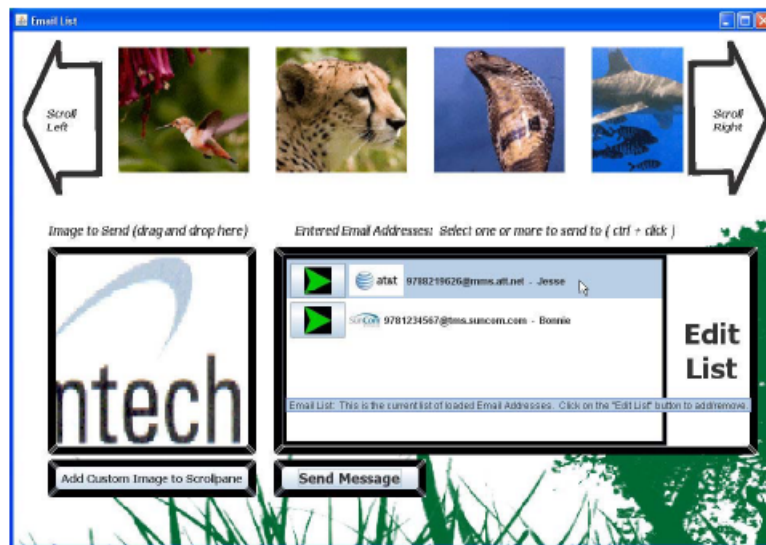 Email List
Scroll
Left
Scroll
Right
Image to Send (drag and drop here)
Entered Email Addresses:  Select one or more to send to ( ctrl + click )
at&t 9788219626@mms.att.net - Jesse
SunCom 9781234567@tms.suncom.com - Bonnie
Edit
List
ntech
Email List:  This is the current list of loaded Email Addresses.  Click on the "Edit List" button to add/remove.
Add Custom Image to Scrollpane
Send Message